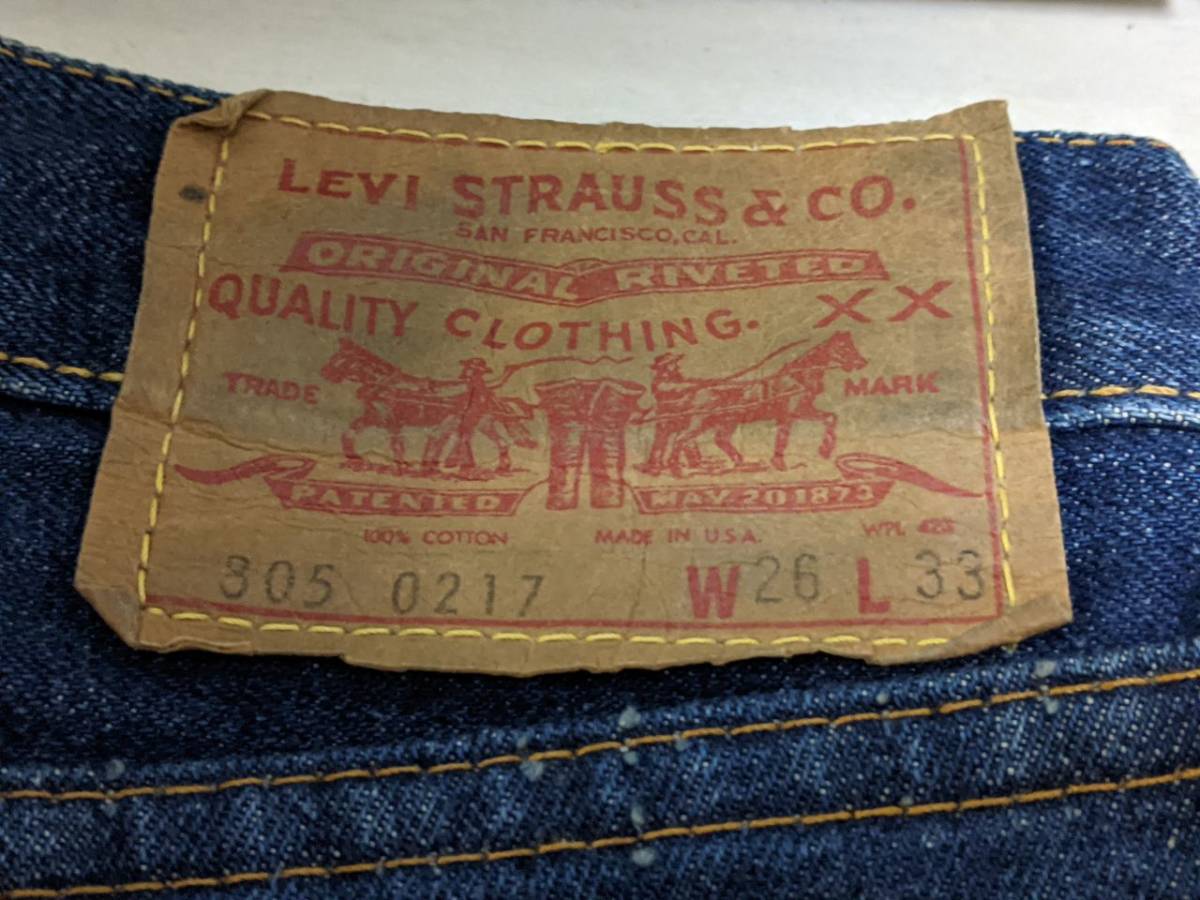 LEVI STRAUSS & CO.
SAN FRANCISCO, CAL.
ORIGINAL RIVETED
QUALITY CLOTHING. XX
TRADE MARK
PATENTED MAY 20 1873
100% COTTON MADE IN U.S.A. WPL 423
805 0217 W 26 L 33